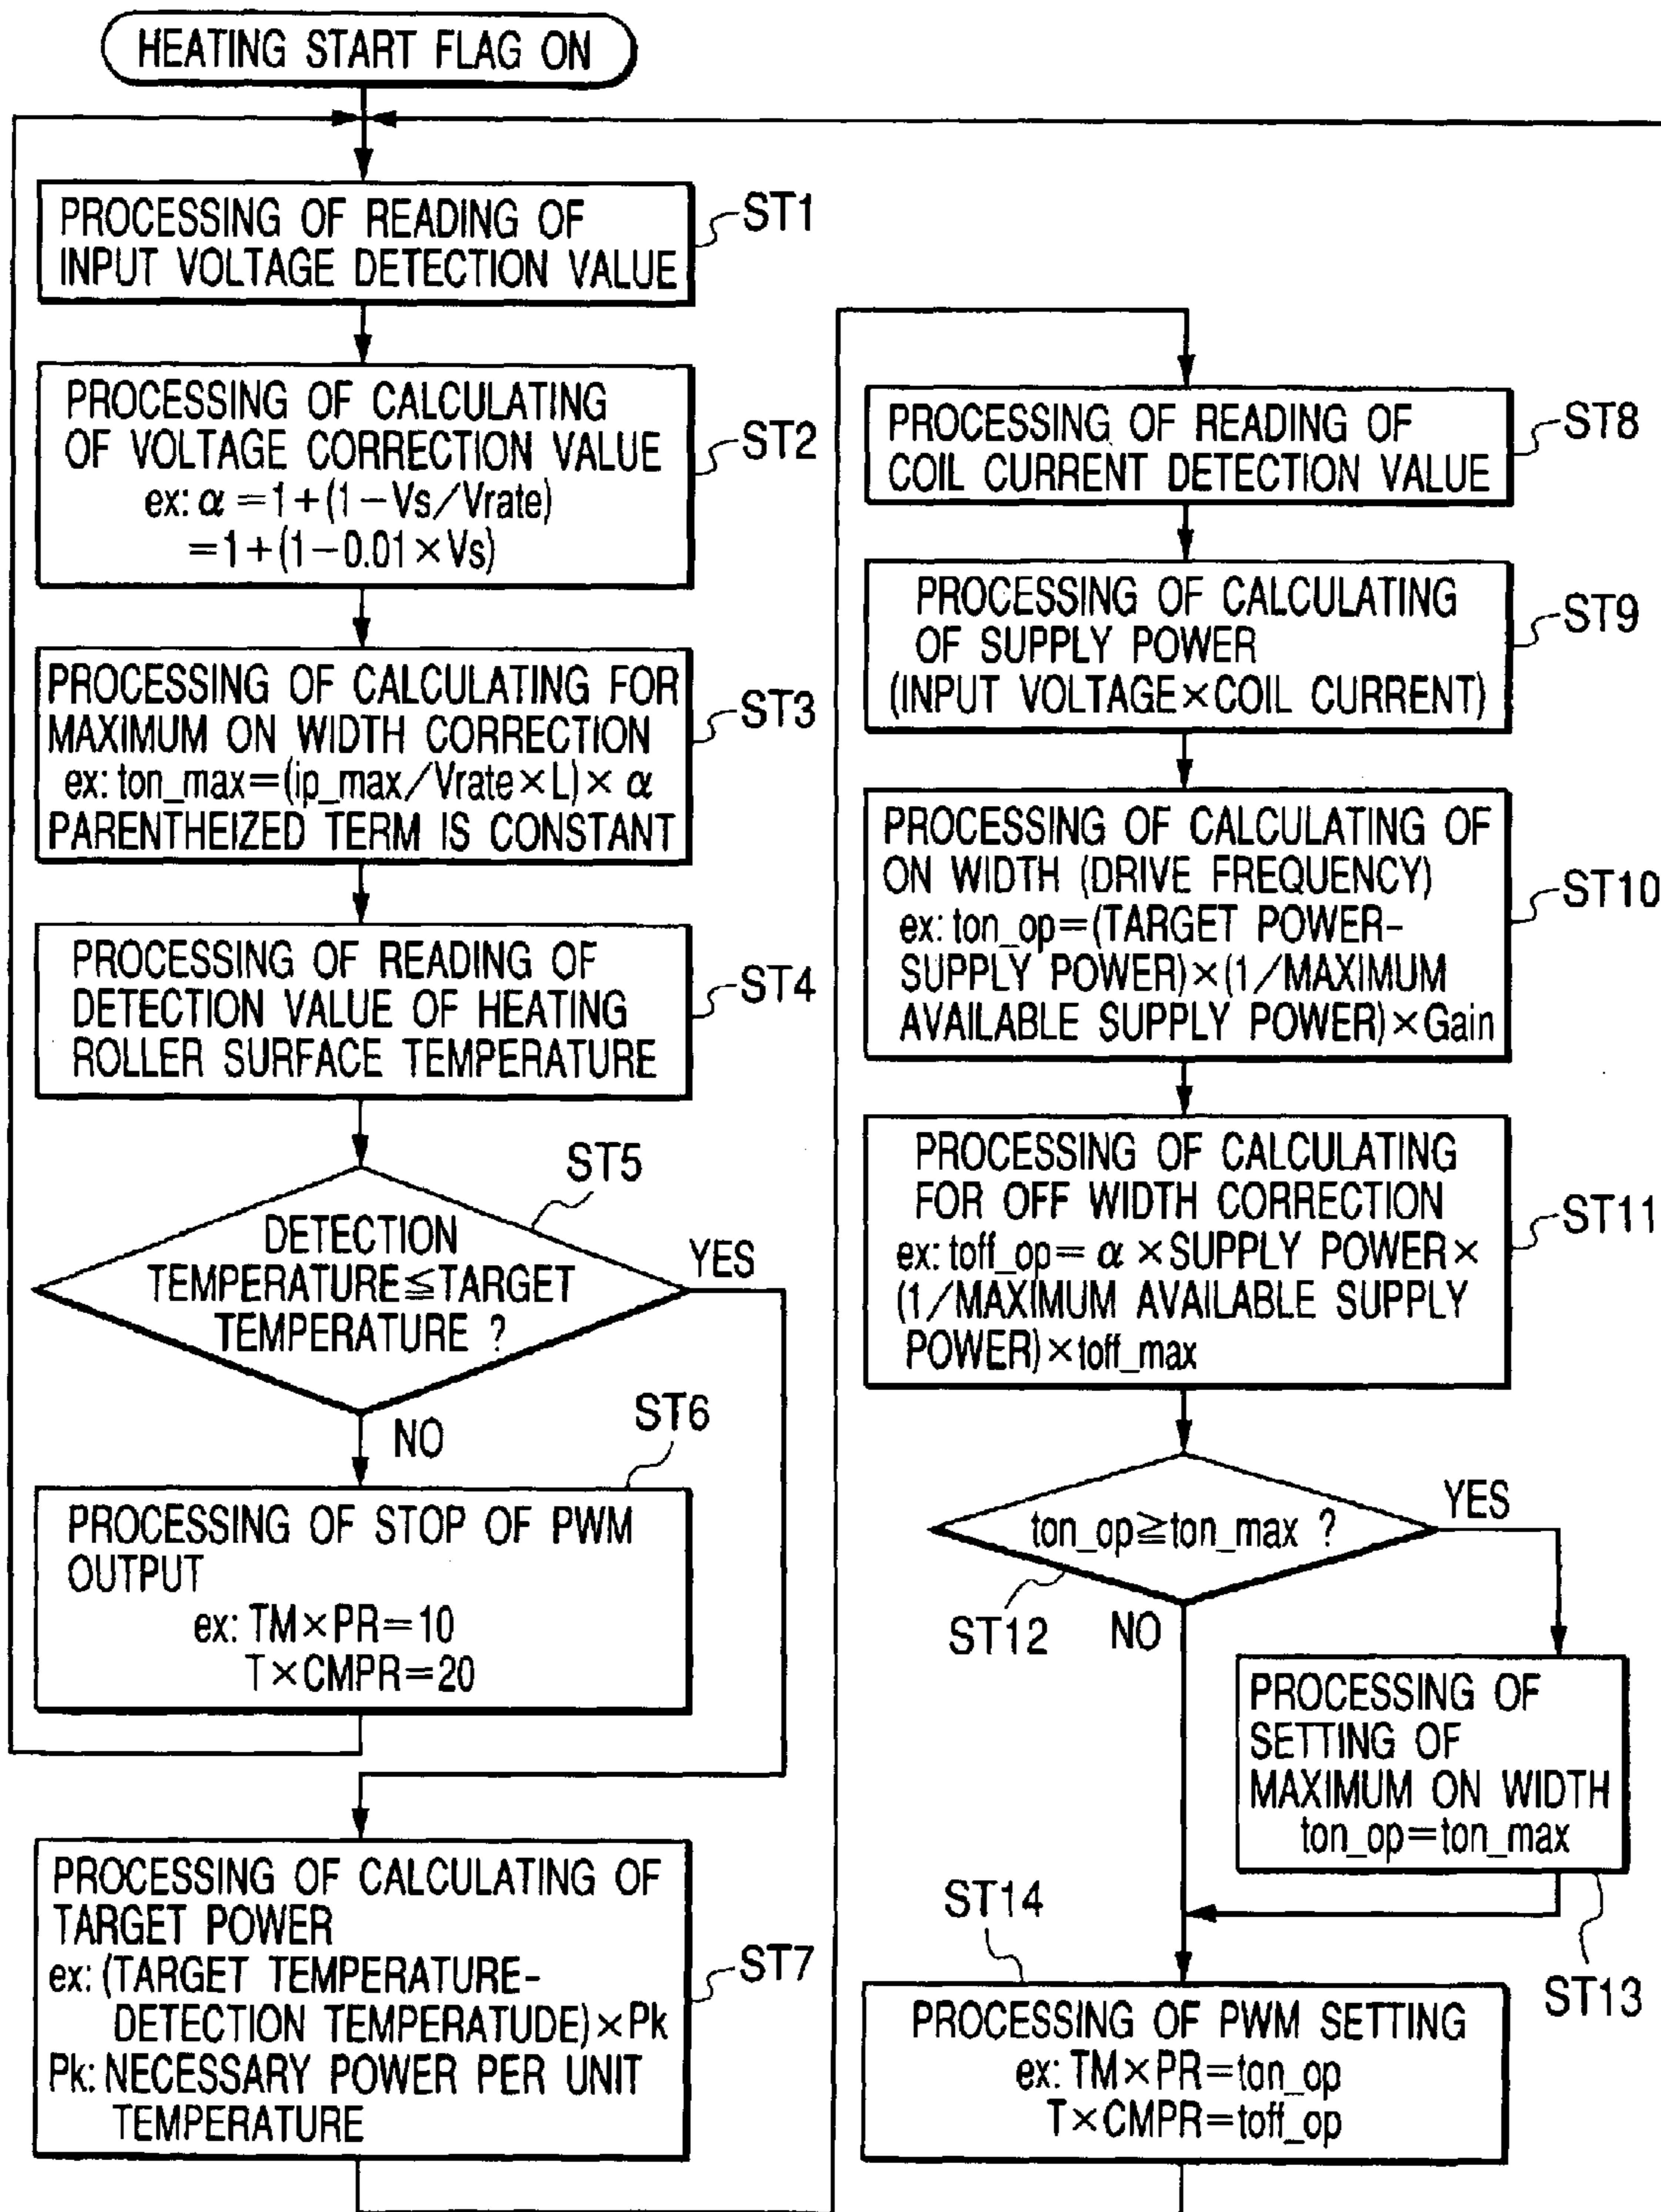 HEATING START FLAG ON
PROCESSING OF READING OF
INPUT VOLTAGE DETECTION VALUE
ST1
PROCESSING OF CALCULATING
OF VOLTAGE CORRECTION VALUE
ex: α =1+(1−Vs/Vrate)
=1+(1−0.01×Vs)
ST2
PROCESSING OF CALCULATING FOR
MAXIMUM ON WIDTH CORRECTION
ex: ton_max=(ip_max/Vrate×L)× α
PARENTHEIZED TERM IS CONSTANT
ST3
PROCESSING OF READING OF
DETECTION VALUE OF HEATING
ROLLER SURFACE TEMPERATURE
ST4
ST5
DETECTION
TEMPERATURE≦TARGET
TEMPERATURE ?
YES
NO
ST6
PROCESSING OF STOP OF PWM
OUTPUT
ex: TM×PR=10
T×CMPR=20
PROCESSING OF CALCULATING OF
TARGET POWER
ex: (TARGET TEMPERATURE-
DETECTION TEMPERATUDE)×Pk
Pk: NECESSARY POWER PER UNIT
TEMPERATURE
ST7
PROCESSING OF READING OF
COIL CURRENT DETECTION VALUE
ST8
PROCESSING OF CALCULATING
OF SUPPLY POWER
(INPUT VOLTAGE×COIL CURRENT)
ST9
PROCESSING OF CALCULATING OF
ON WIDTH (DRIVE FREQUENCY)
ex: ton_op=(TARGET POWER-
SUPPLY POWER)×(1/MAXIMUM
AVAILABLE SUPPLY POWER)×Gain
ST10
PROCESSING OF CALCULATING
FOR OFF WIDTH CORRECTION
ex: toff_op= α ×SUPPLY POWER×
(1/MAXIMUM AVAILABLE SUPPLY
POWER)×toff_max
ST11
ton_op≧ton_max ?
YES
ST12
NO
PROCESSING OF
SETTING OF
MAXIMUM ON WIDTH
ton_op=ton_max
ST13
ST14
PROCESSING OF PWM SETTING
ex: TM×PR=ton_op
T×CMPR=toff_op